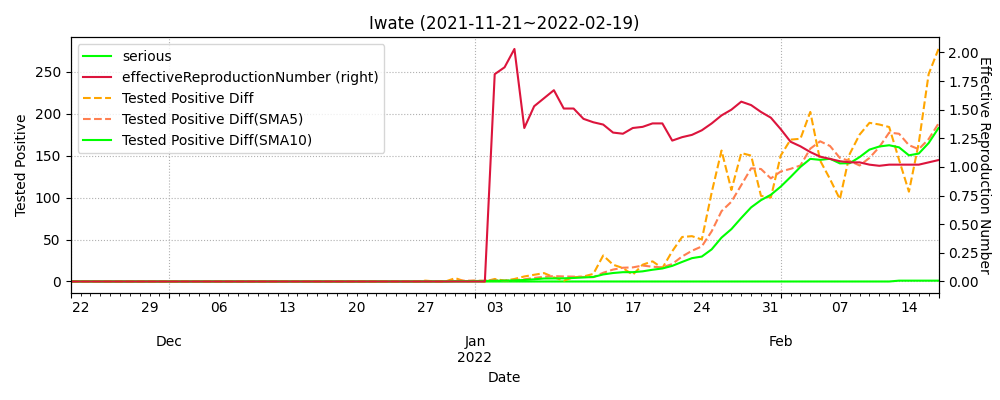 Iwate (2021-11-21~2022-02-19)
serious
effectiveReproductionNumber (right)
Tested Positive Diff
Tested Positive Diff(SMA5)
Tested Positive Diff(SMA10)
Tested Positive
250
200
150
100
50
0
2.00
1.75
1.50
1.25
1.00
0.75
0.50
0.25
0.00
Effective Reproduction Number
22 29 06 13 20 27 03 10 17 24 31 07 14
Dec Jan Feb
2022
Date